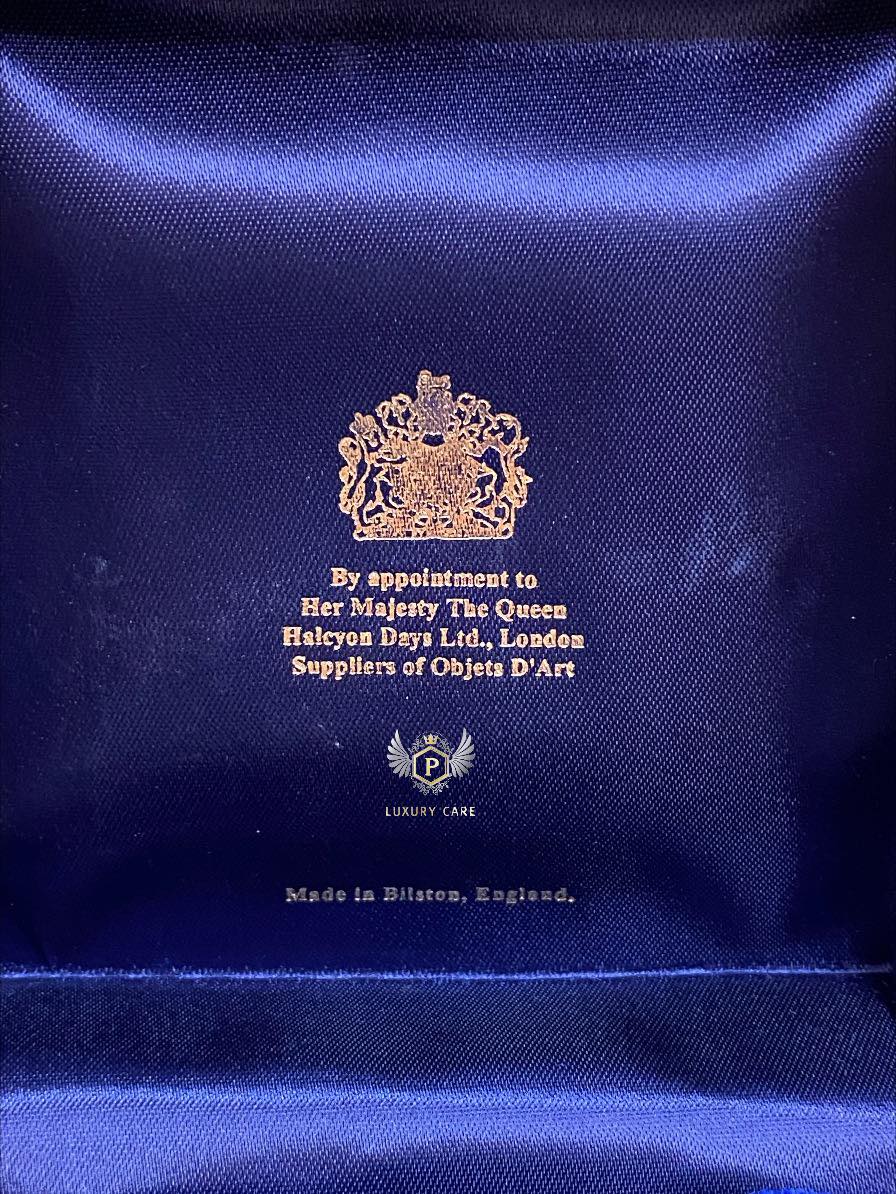 By appointment to
Her Majesty The Queen
Halcyon Days Ltd., London
Suppliers of Objets D'Art
P
LUXURY CARE
Made in Bilston, England.